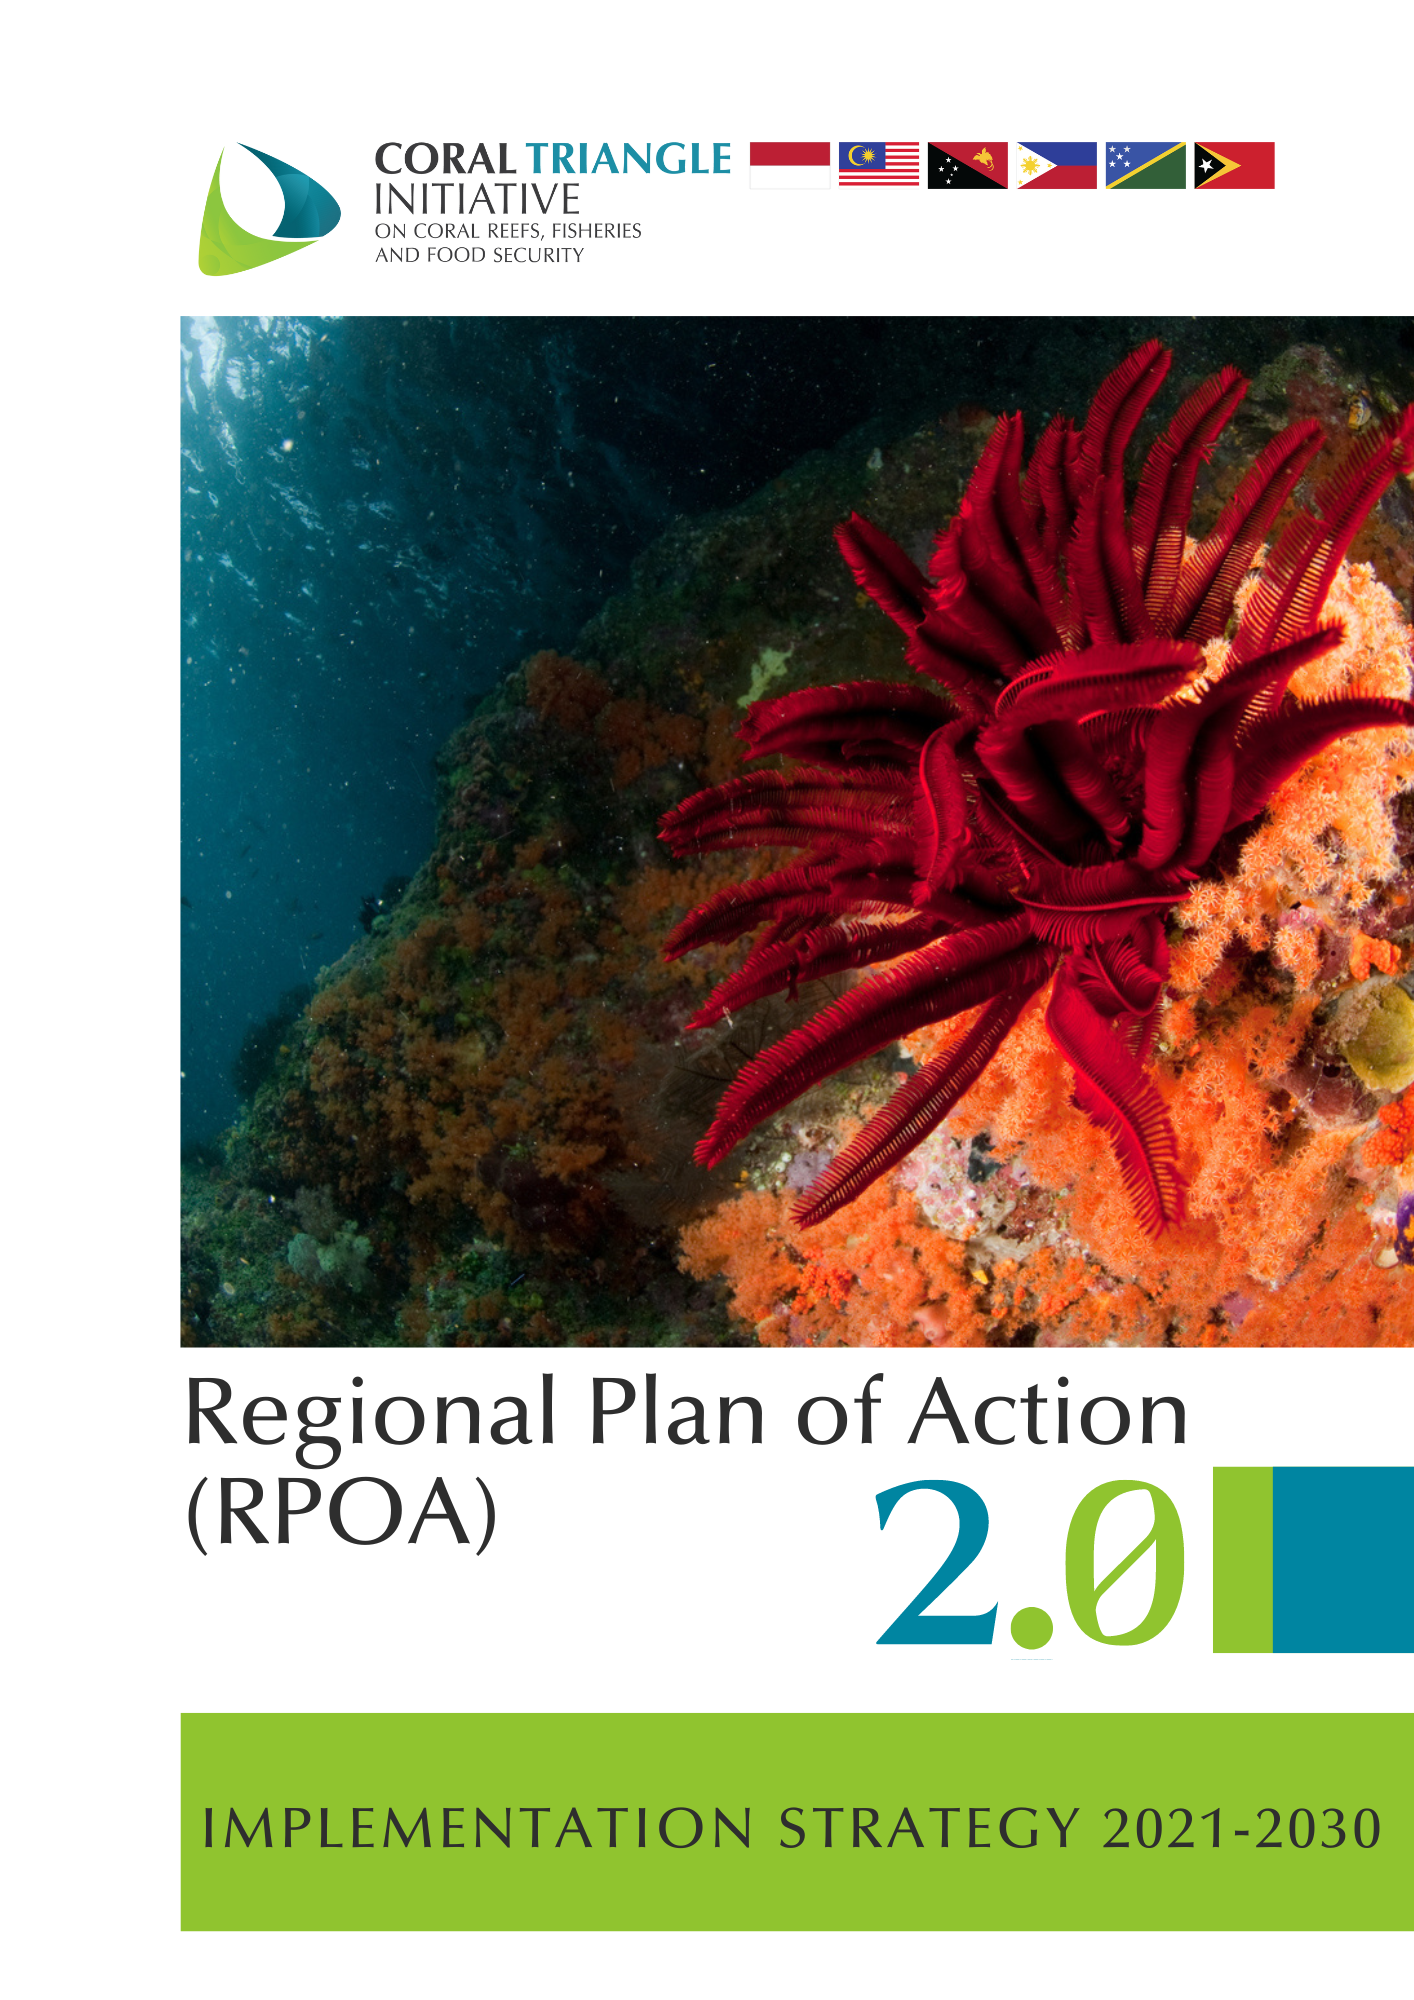 CORAL TRIANGLE
INITIATIVE
ON CORAL REEFS, FISHERIES
AND FOOD SECURITY
Regional Plan of Action
(RPOA)
2.0
IMPLEMENTATION STRATEGY 2021-2030